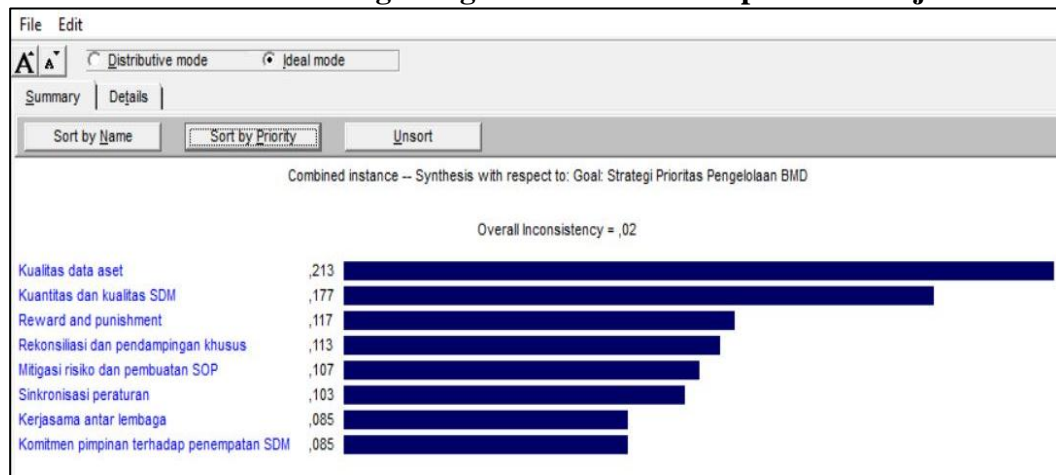 File Edit
A A Distributive mode Ideal mode
Summary Details
Sort by Name Sort by Priority Unsort
Combined instance -- Synthesis with respect to: Goal: Strategi Prioritas Pengelolaan BMD
Overall Inconsistency = ,02
Kualitas data aset ,213
Kuantitas dan kualitas SDM ,177
Reward and punishment ,117
Rekonsiliasi dan pendampingan khusus ,113
Mitigasi risiko dan pembuatan SOP ,107
Sinkronisasi peraturan ,103
Kerjasama antar lembaga ,085
Komitmen pimpinan terhadap penempatan SDM ,085